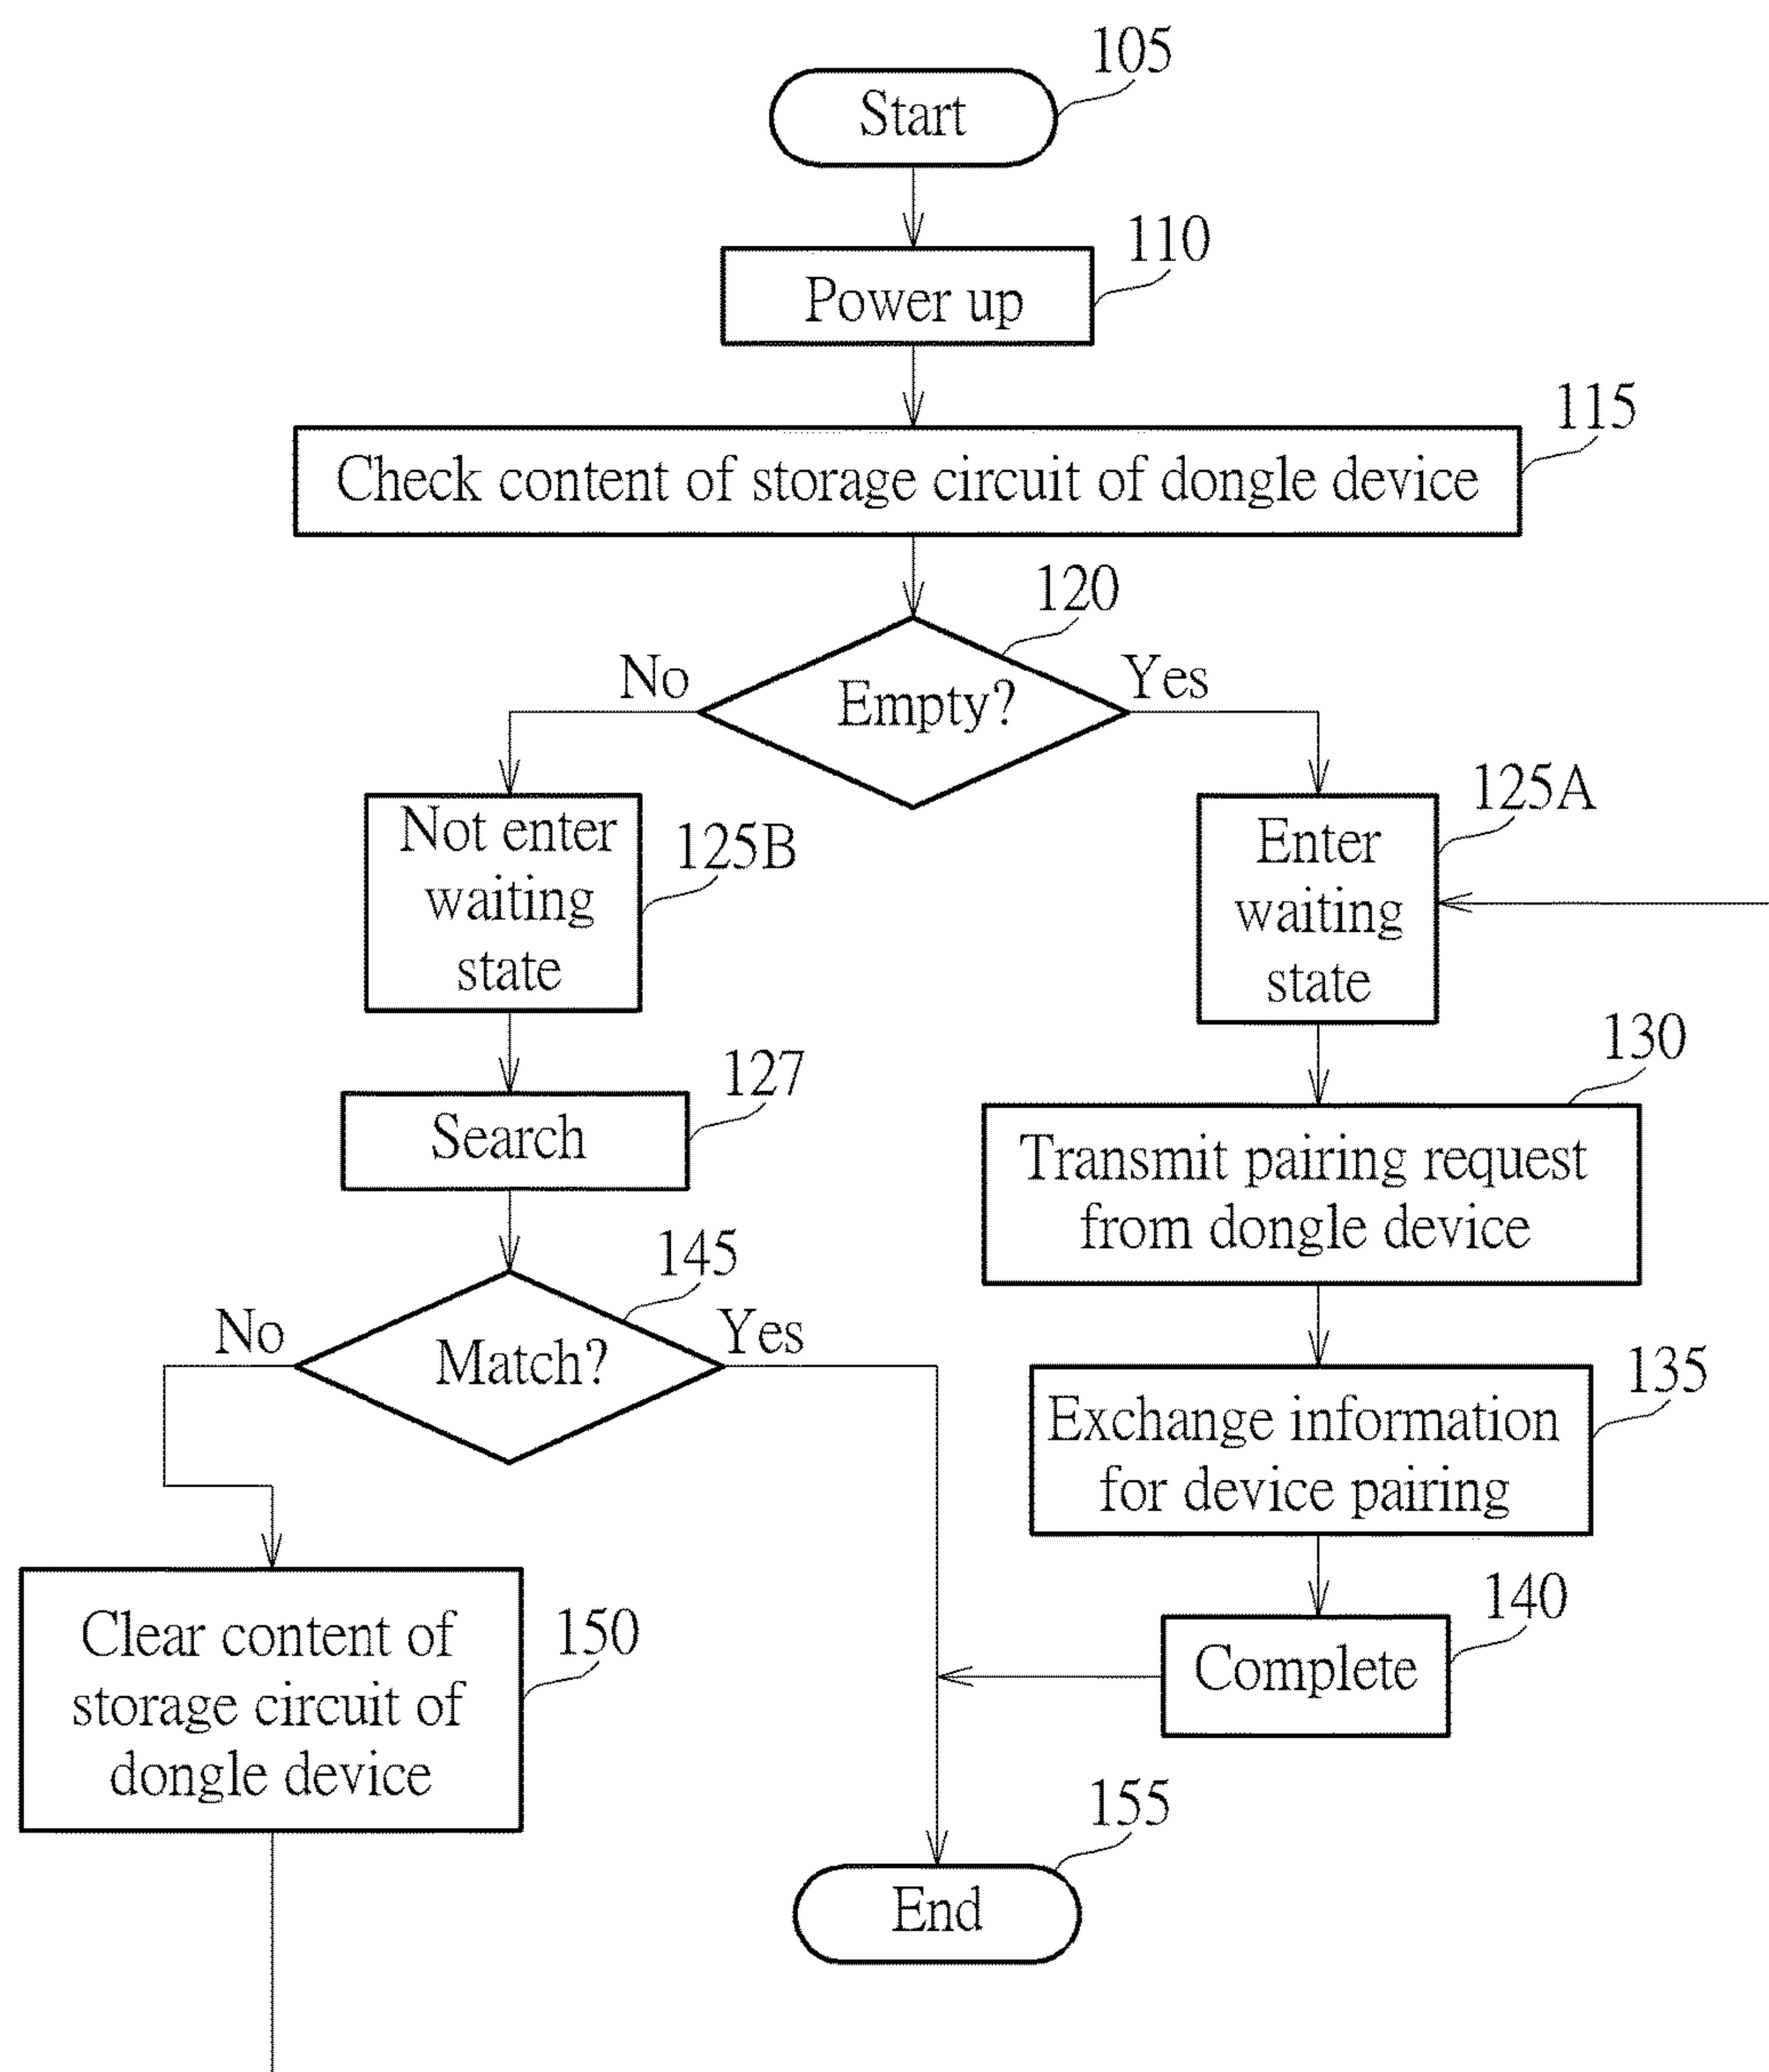 105
Start
110
Power up
115
Check content of storage circuit of dongle device
120
No
Yes
Empty?
125A
125B
Not enter
waiting
state
Enter
waiting
state
130
127
Search
Transmit pairing request
from dongle device
145
No
Yes
Match?
135
Exchange information
for device pairing
140
Complete
150
Clear content of
storage circuit of
dongle device
155
End